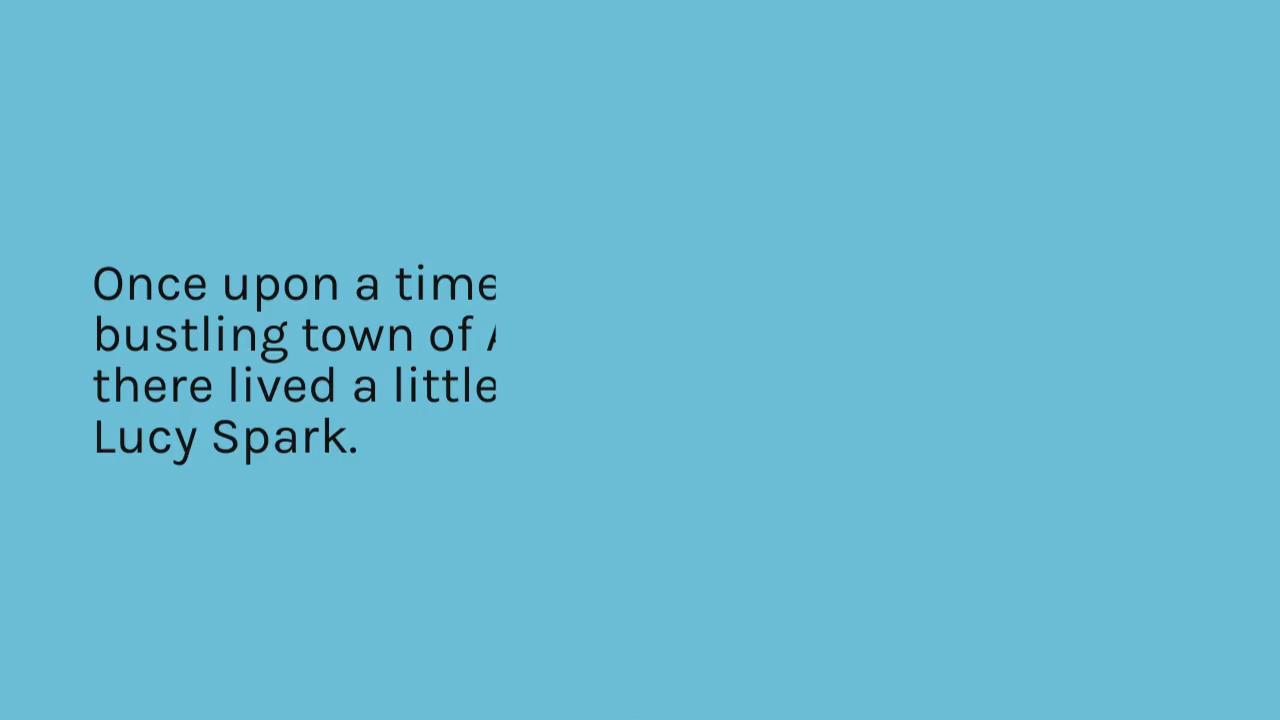 Once upon a time
bustling town of
there lived a little
Lucy Spark.